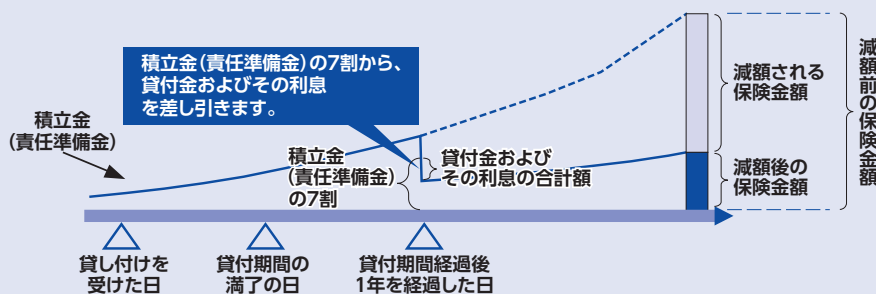 積立金(責任準備金)の7割から、
貸付金およびその利息
を差し引きます。
積立金
(責任準備金)
積立金
(責任準備金)
の7割
貸付金および
その利息の合計額
減額される
保険金額
減額後の
保険金額
減額前の保険金額
貸し付けを
受けた日
貸付期間の
満了の日
貸付期間経過後
1年を経過した日